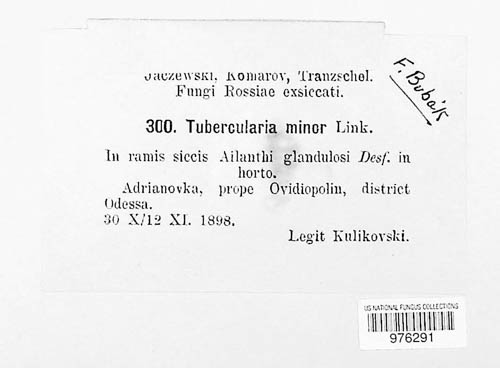 Jaczewski, Komarov, Tranzschel.
Fungi Rossiae exsiccati.
F. Bubák
300. Tubercularia minor Link.
In ramis siccis Ailanthi glandulosi Desf. in
horto.
Adrianovka, prope Ovidiopolin, district
Odessa.
30 X/12 XI. 1898.
Legit Kulikovski.
US NATIONAL FUNGUS COLLECTIONS
976291